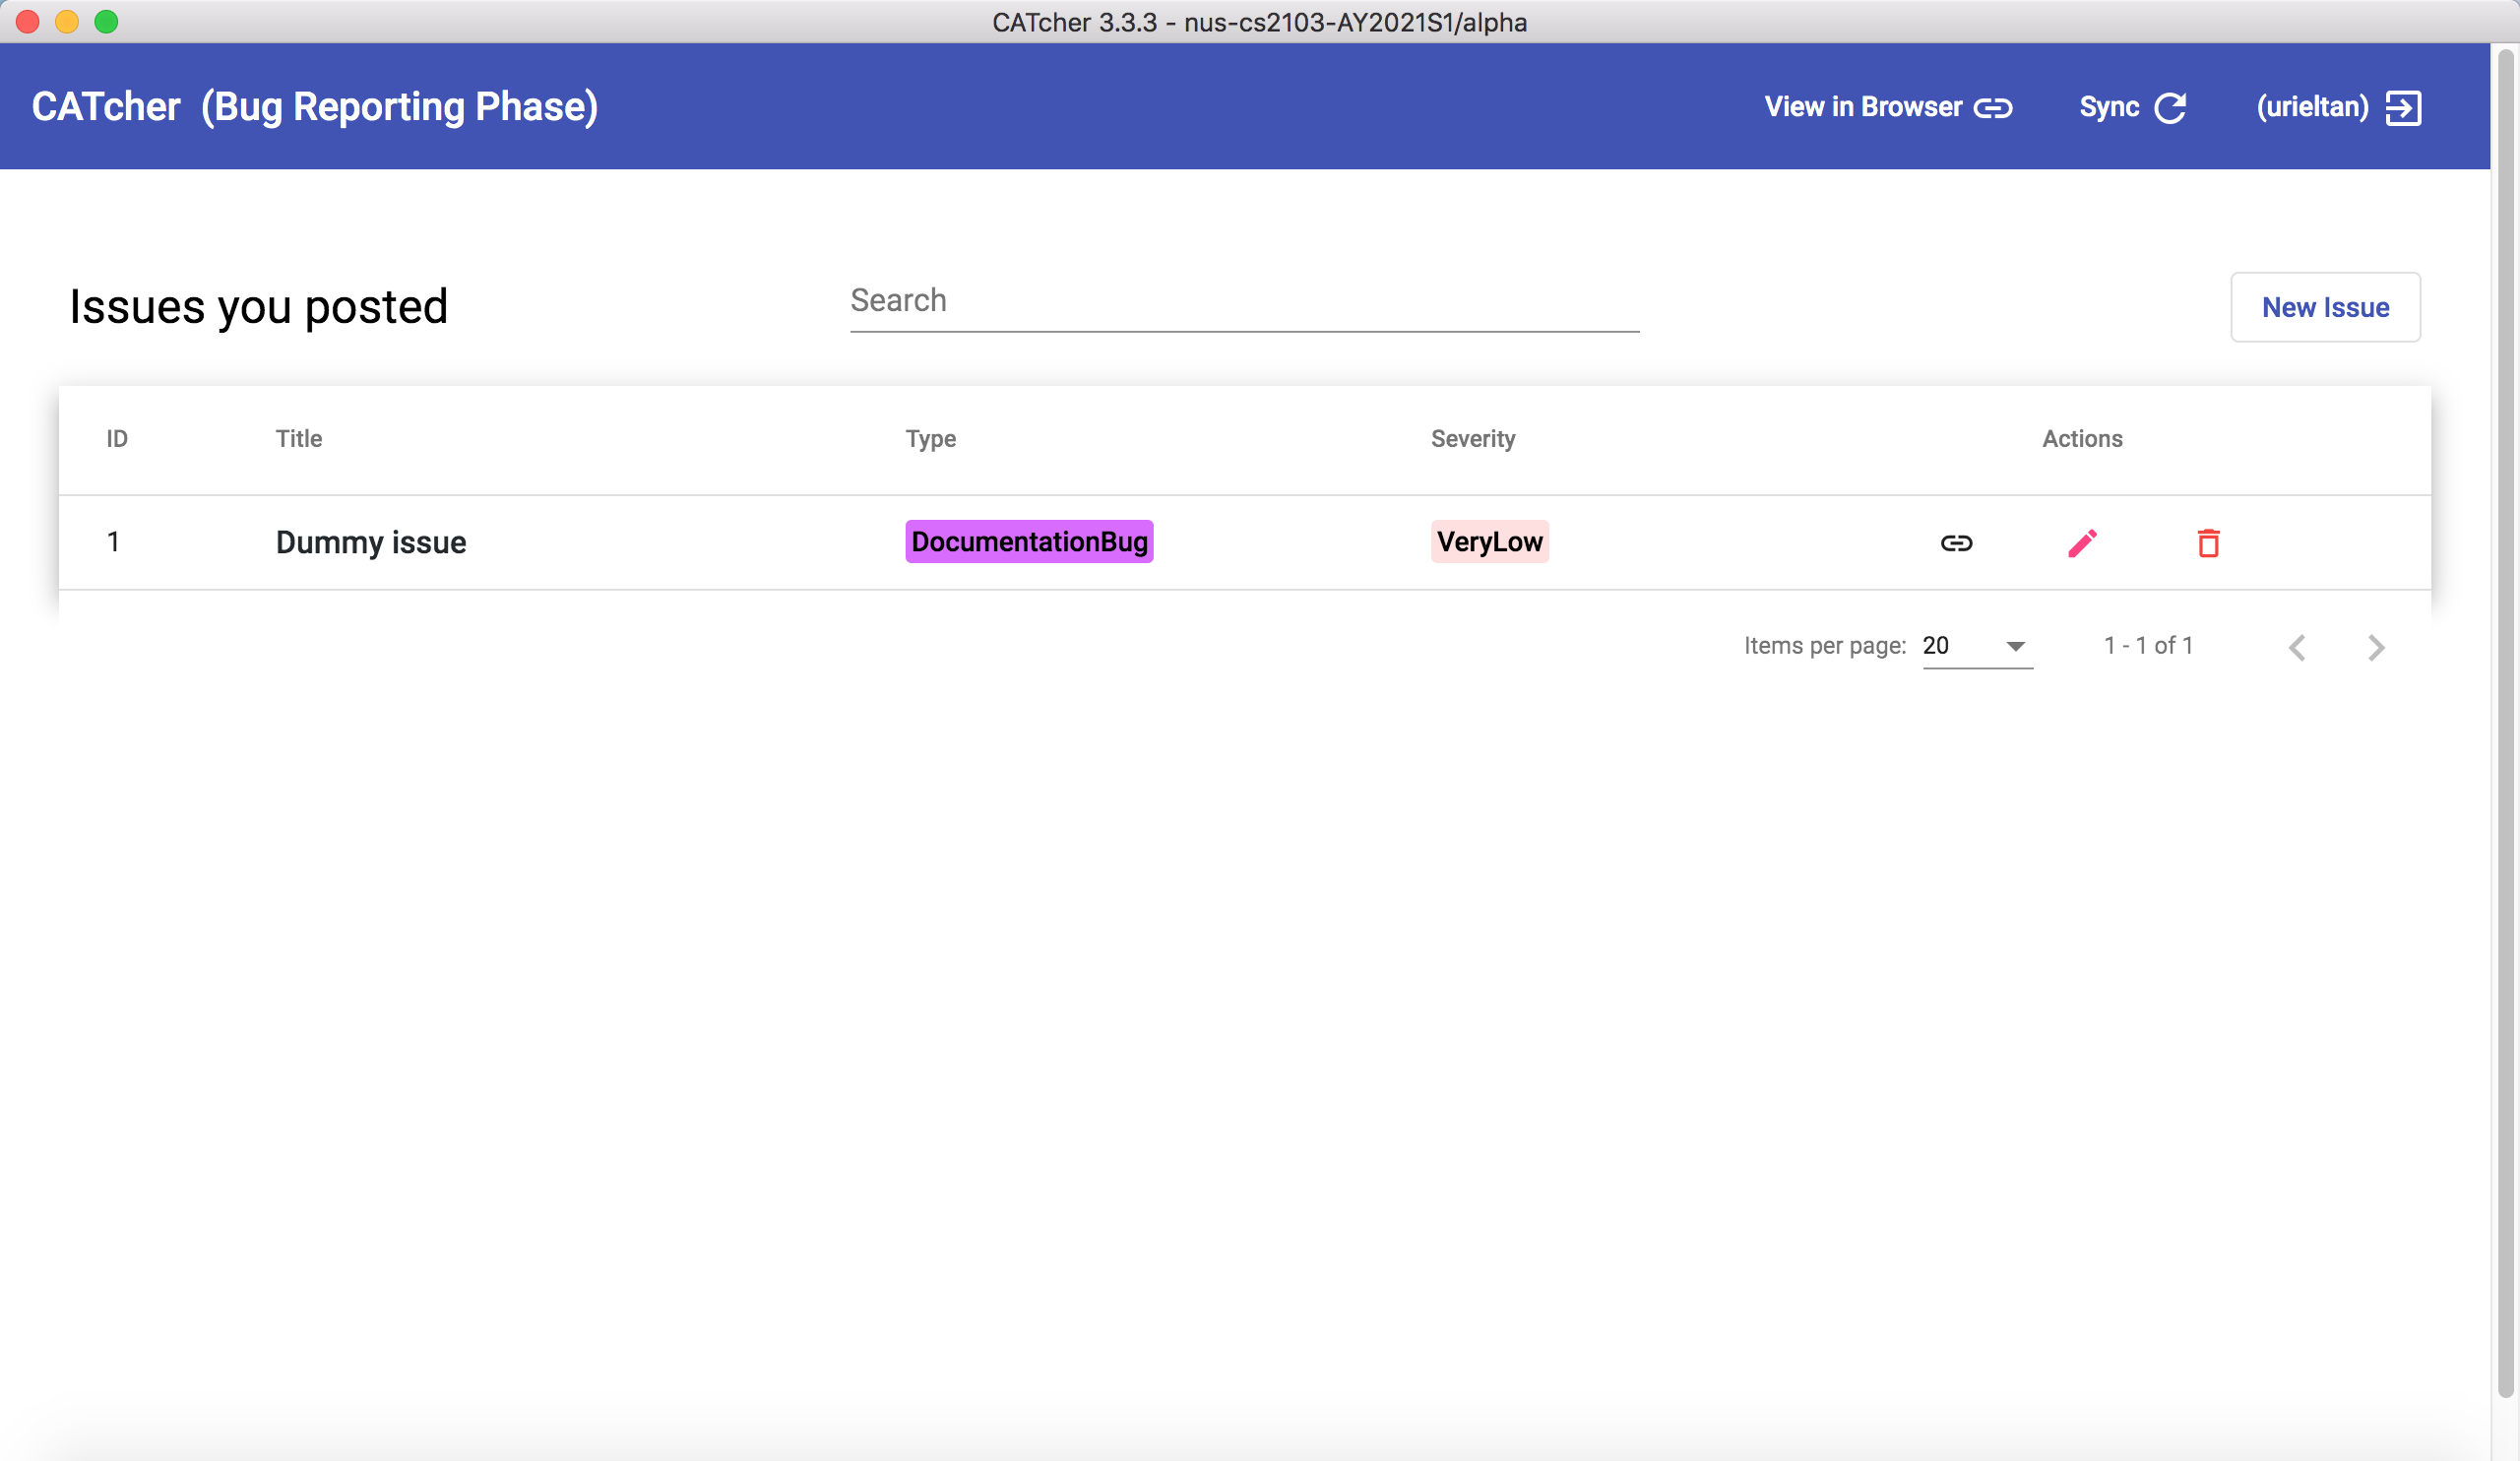 CATcher 3.3.3 - nus-cs2103-AY2021S1/alpha
CATcher (Bug Reporting Phase) View in Browser Sync (urieltan)
Issues you posted Search New Issue
ID Title Type Severity Actions
1 Dummy issue DocumentationBug VeryLow
Items per page: 20 1 - 1 of 1